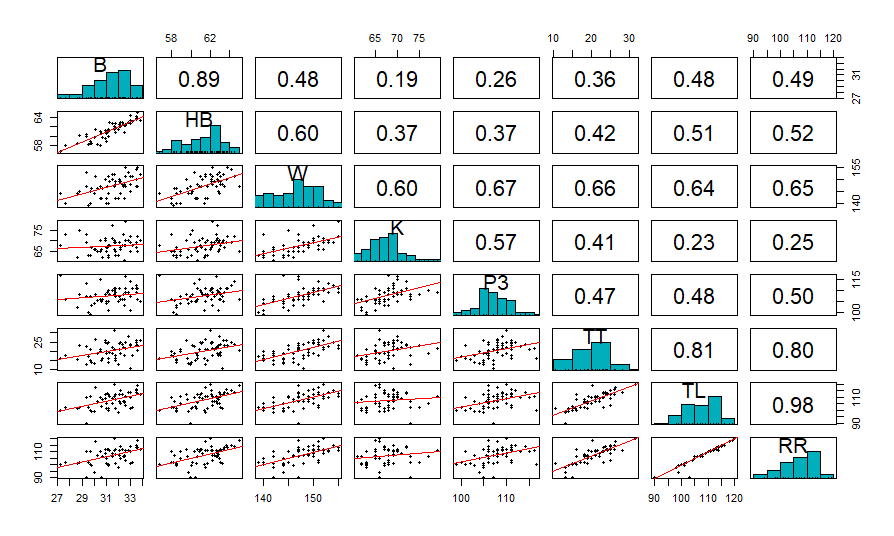 58 62 65 70 75 10 20 30 90 100 110 120
B 0.89 0.48 0.19 0.26 0.36 0.48 0.49 27 31
58 64 HB 0.60 0.37 0.37 0.42 0.51 0.52
W 0.60 0.67 0.66 0.64 0.65 140 155
65 75 K 0.57 0.41 0.23 0.25
P3 0.47 0.48 0.50 100 115
10 25 TT 0.81 0.80
TL 0.98 90 110
90 110 RR
27 29 31 33 140 150 100 110 90 100 110 120